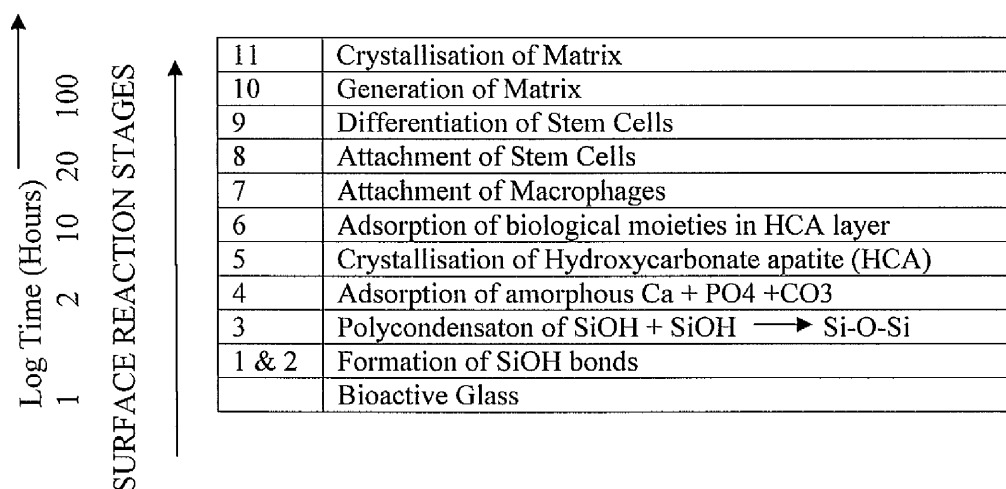 Log Time (Hours)
1 2 10 20 100
SURFACE REACTION STAGES
11 Crystallisation of Matrix
10 Generation of Matrix
9 Differentiation of Stem Cells
8 Attachment of Stem Cells
7 Attachment of Macrophages
6 Adsorption of biological moieties in HCA layer
5 Crystallisation of Hydroxycarbonate apatite (HCA)
4 Adsorption of amorphous Ca + PO4 +CO3
3 Polycondensaton of SiOH + SiOH ⟶ Si-O-Si
1 & 2 Formation of SiOH bonds
Bioactive Glass